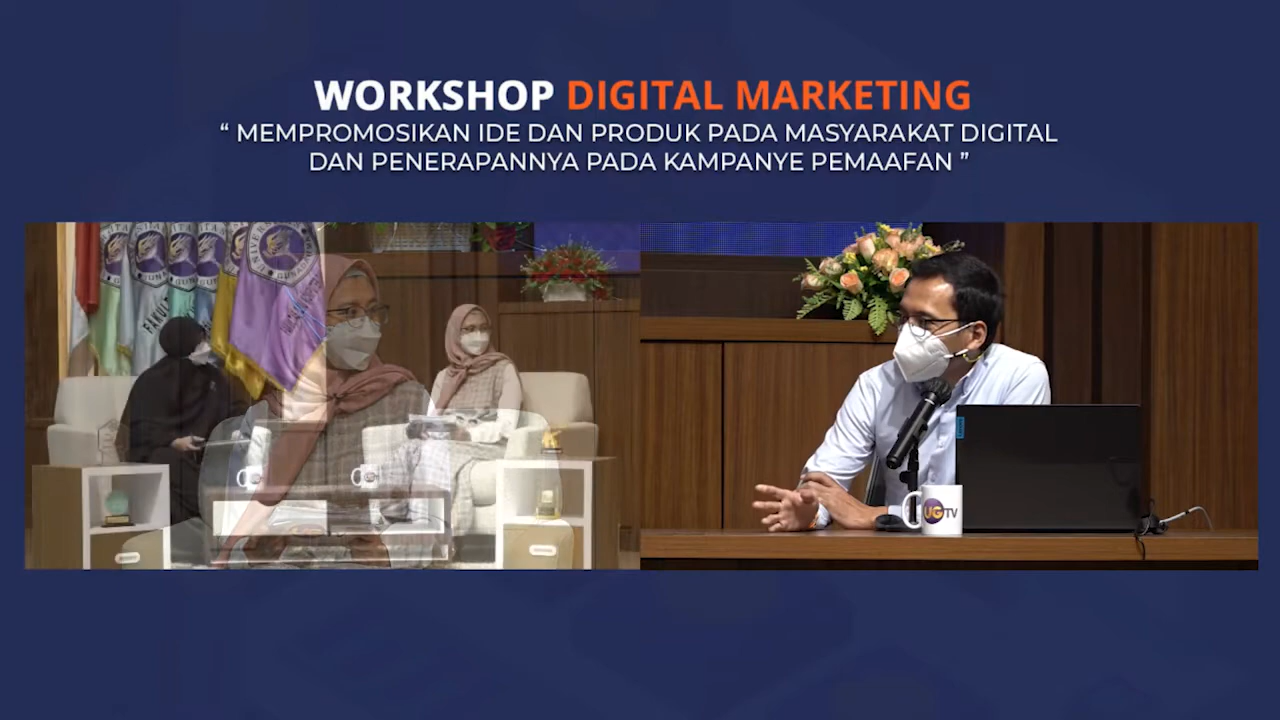 WORKSHOP DIGITAL MARKETING
“ MEMPROMOSIKAN IDE DAN PRODUK PADA MASYARAKAT DIGITAL
DAN PENERAPANNYA PADA KAMPANYE PEMAAFAN ”
UGTV